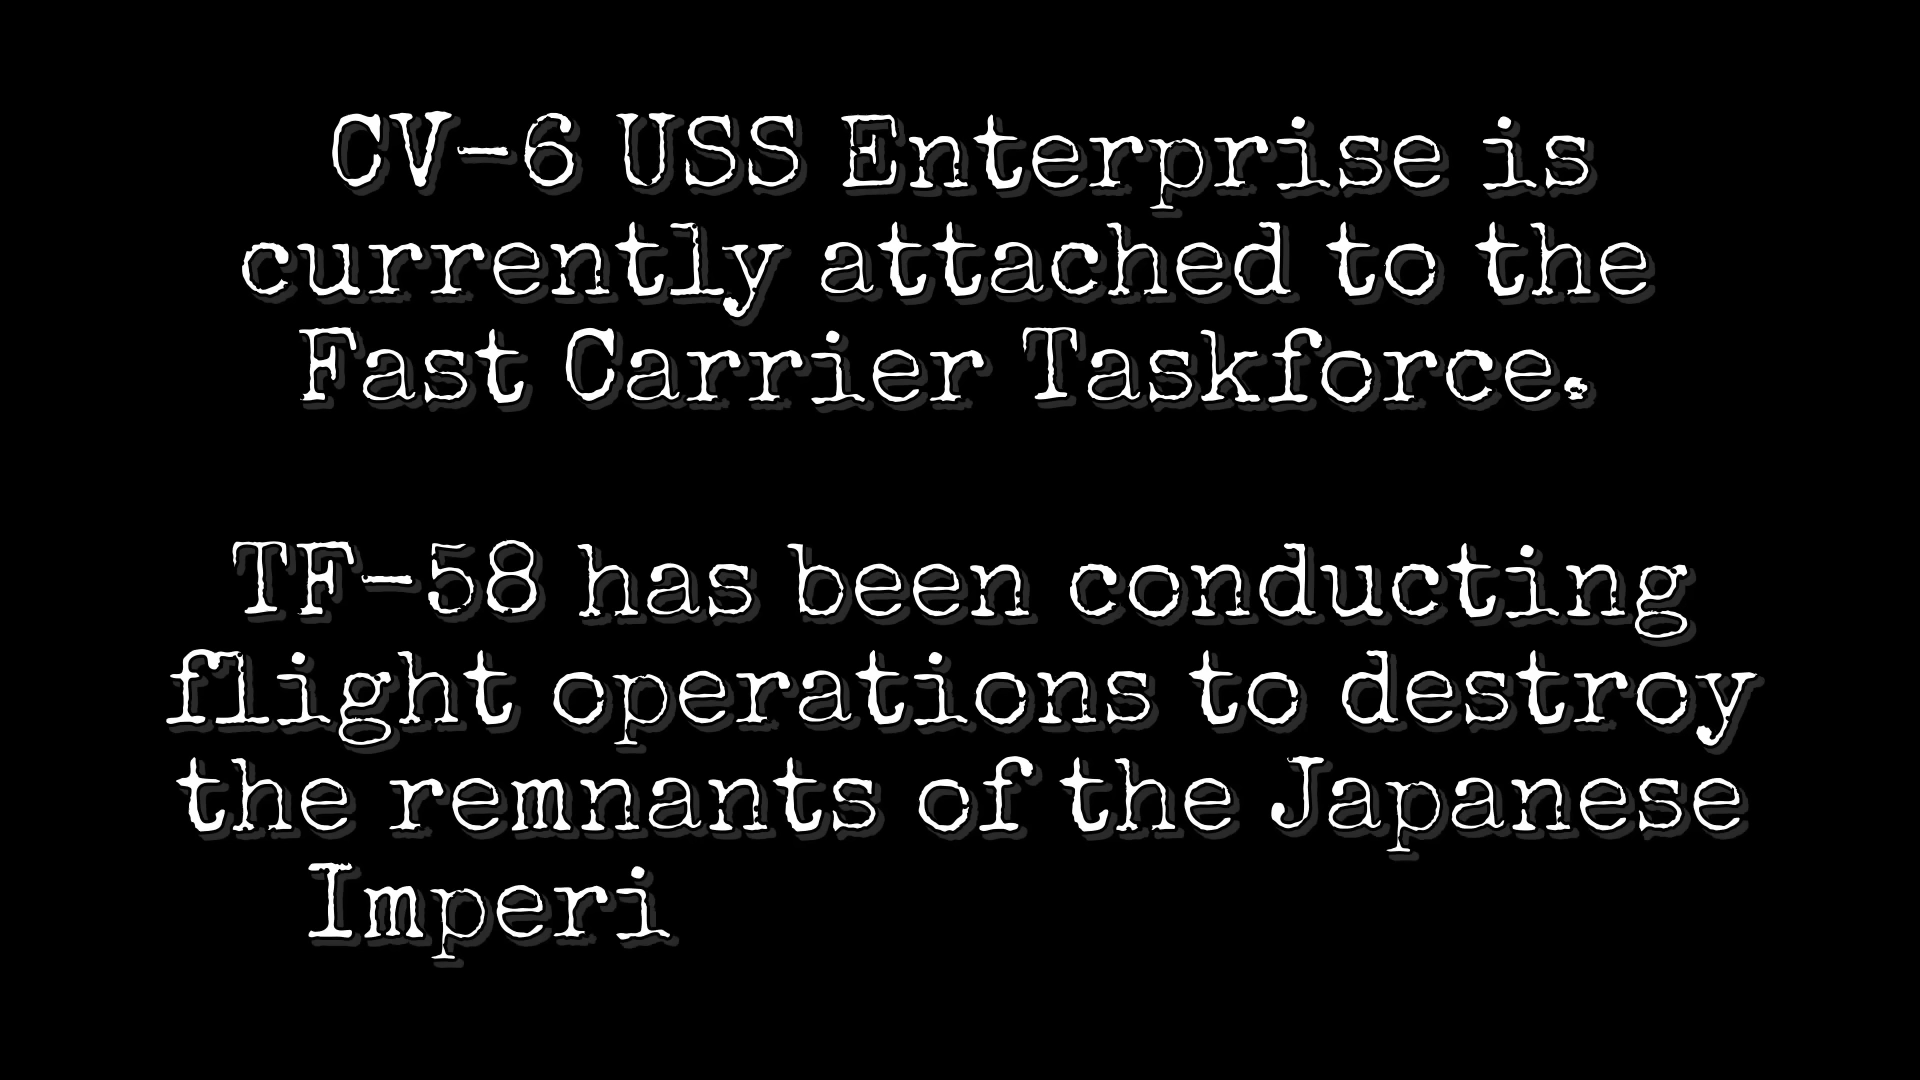 CV-6 USS Enterprise is
currently attached to the
Fast Carrier Taskforce.
TF-58 has been conducting
flight operations to destroy
the remnants of the Japanese
Imperi